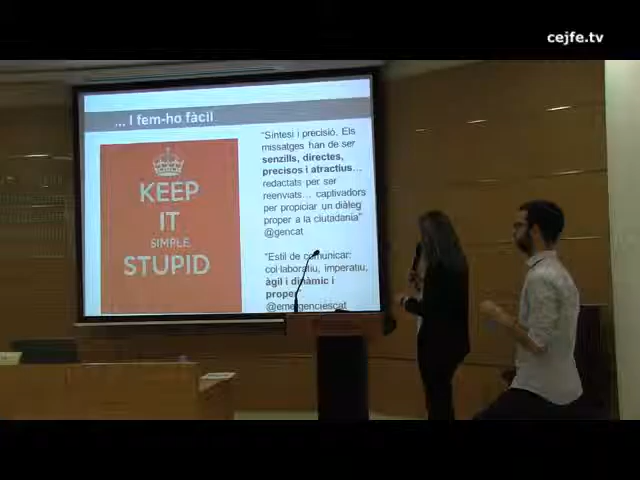 cejfe.tv
... I fem-ho fàcil
KEEP
IT
SIMPLE
STUPID
"Síntesi i precisió. Els
missatges han de ser
senzills, directes,
precisos i atractius...
redactats per ser
reenviats... captivadors
per propiciar un diàleg
proper a la ciutadania"
@gencat
"Estil de comunicar:
col·laboratiu, imperatiu,
àgil i dinàmic i
proper
@emergenciescat